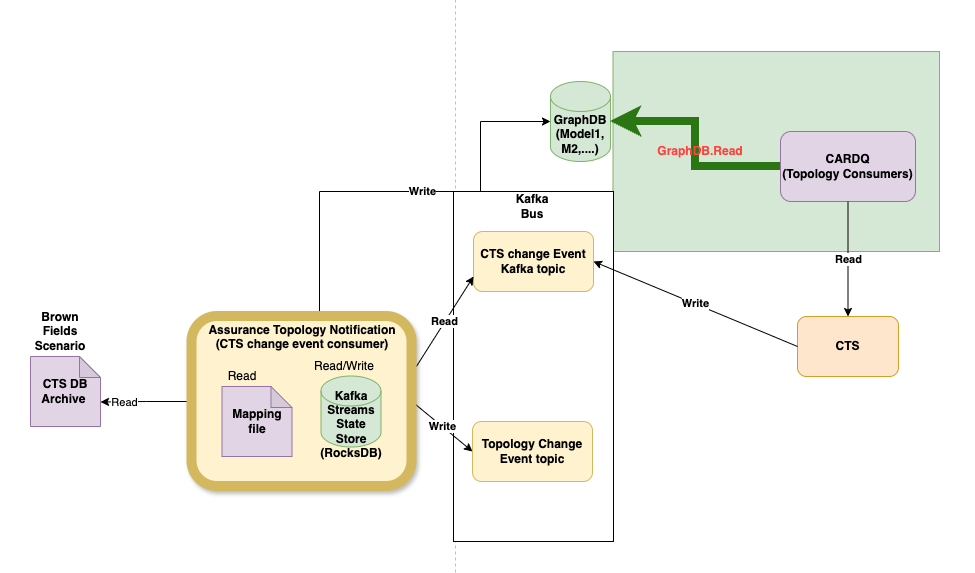 GraphDB
(Model1,
M2,....)
GraphDB.Read
CARDQ
(Topology Consumers)
Write
Kafka
Bus
CTS change Event
Kafka topic
Read
Write
Read
CTS
Brown
Fields
Scenario
CTS DB
Archive
Read
Assurance Topology Notification
(CTS change event consumer)
Read
Mapping
file
Read/Write
Kafka
Streams
State
Store
(RocksDB)
Write
Topology Change
Event topic